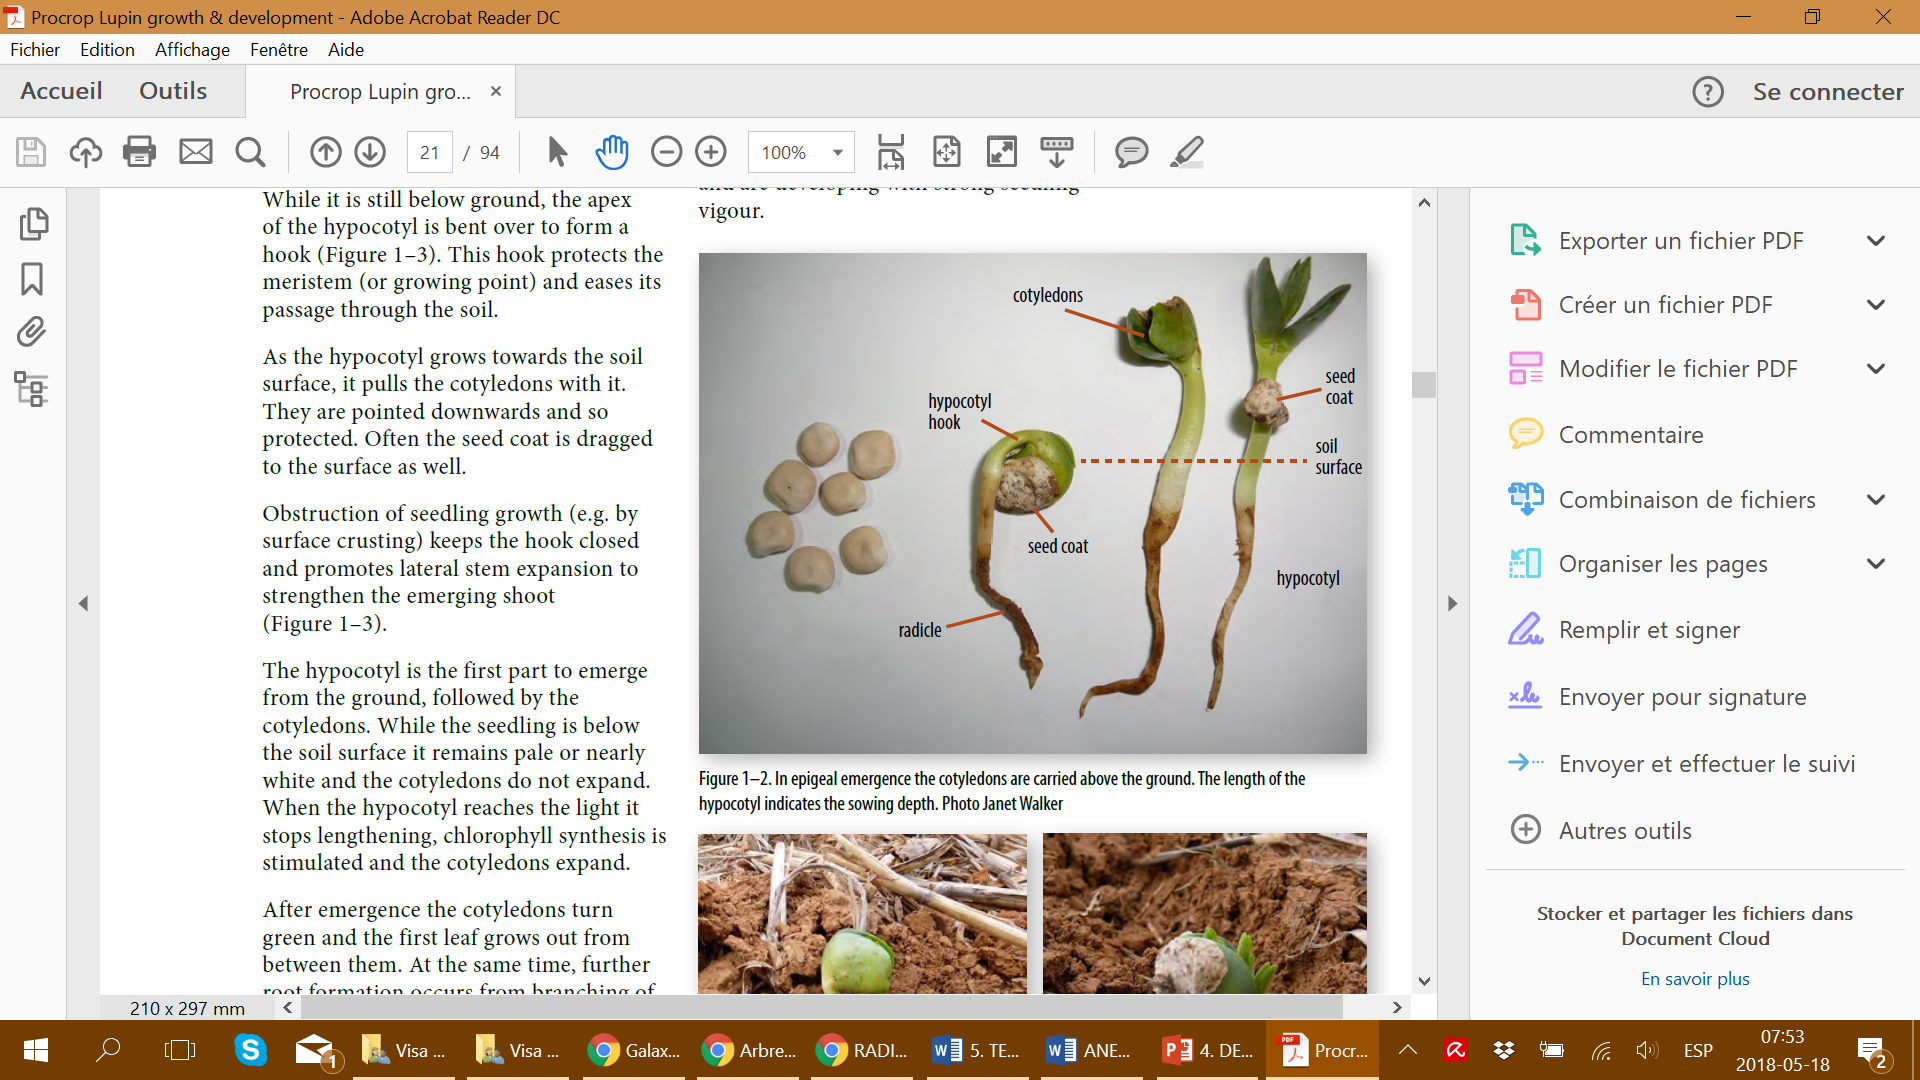 Procrop Lupin growth & development - Adobe Acrobat Reader DC
Fichier Edition Affichage Fenêtre Aide
Accueil Outils Procrop Lupin gro... × ? Se connecter
21 / 94 100%
While it is still below ground, the apex
of the hypocotyl is bent over to form a
hook (Figure 1–3). This hook protects the
meristem (or growing point) and eases its
passage through the soil.
As the hypocotyl grows towards the soil
surface, it pulls the cotyledons with it.
They are pointed downwards and so
protected. Often the seed coat is dragged
to the surface as well.
Obstruction of seedling growth (e.g. by
surface crusting) keeps the hook closed
and promotes lateral stem expansion to
strengthen the emerging shoot
(Figure 1–3).
The hypocotyl is the first part to emerge
from the ground, followed by the
cotyledons. While the seedling is below
the soil surface it remains pale or nearly
white and the cotyledons do not expand.
When the hypocotyl reaches the light it
stops lengthening, chlorophyll synthesis is
stimulated and the cotyledons expand.
After emergence the cotyledons turn
green and the first leaf grows out from
between them. At the same time, further
root formation occurs from branching of
and are developing with strong seedling
vigour.
cotyledons
seed
coat
hypocotyl
hook
soil
surface
seed coat
hypocotyl
radicle
Figure 1–2. In epigeal emergence the cotyledons are carried above the ground. The length of the
hypocotyl indicates the sowing depth. Photo Janet Walker
210 x 297 mm
Exporter un fichier PDF
Créer un fichier PDF
Modifier le fichier PDF
Commentaire
Combinaison de fichiers
Organiser les pages
Remplir et signer
Envoyer pour signature
Envoyer et effectuer le suivi
Autres outils
Stocker et partager les fichiers dans
Document Cloud
En savoir plus
1 Visa ... Visa ... Galax... Arbre... RADI... 5. TE... ANE... 4. DE... Procr... ESP
07:53
2018-05-18
2